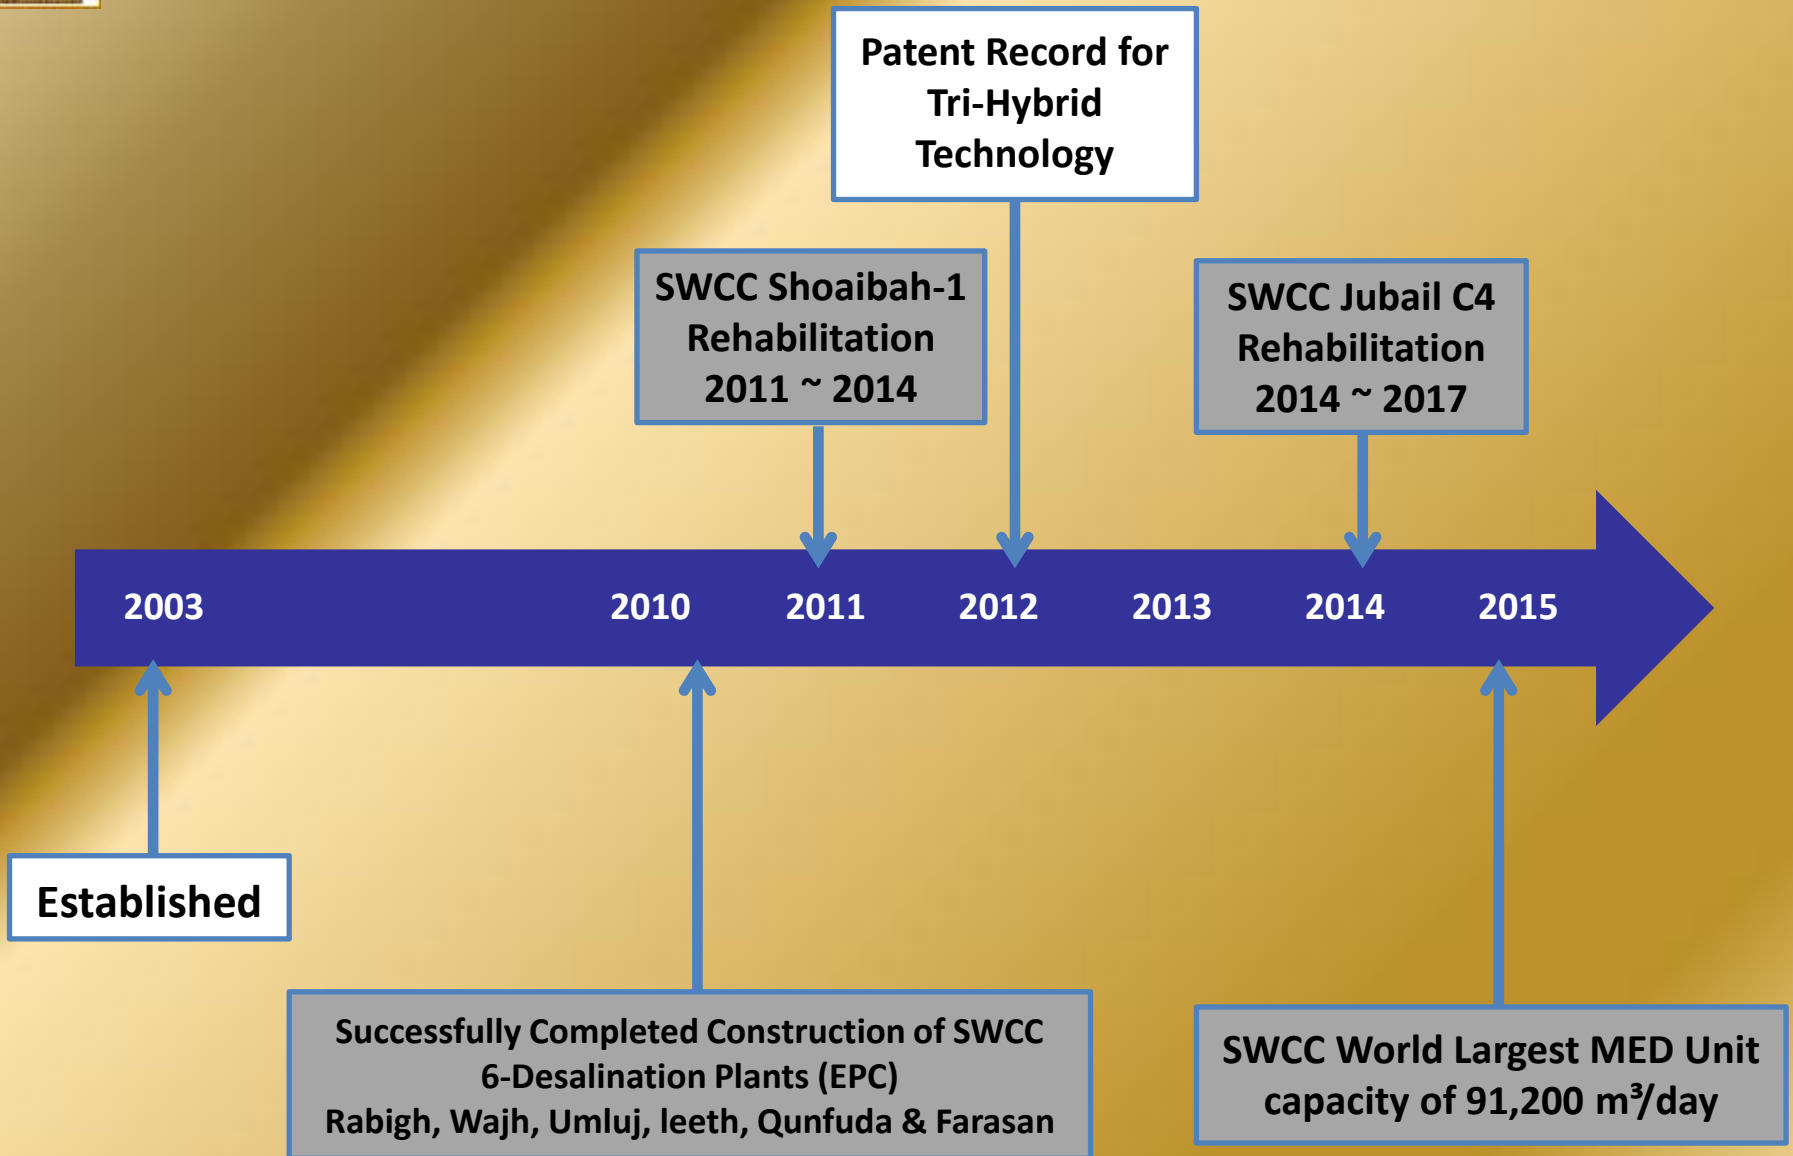 Patent Record for
Tri-Hybrid
Technology
SWCC Shoaibah-1
Rehabilitation
2011 ~ 2014
SWCC Jubail C4
Rehabilitation
2014 ~ 2017
2003 2010 2011 2012 2013 2014 2015
Established
Successfully Completed Construction of SWCC
6-Desalination Plants (EPC)
Rabigh, Wajh, Umluj, leeth, Qunfuda & Farasan
SWCC World Largest MED Unit
capacity of 91,200 m³/day